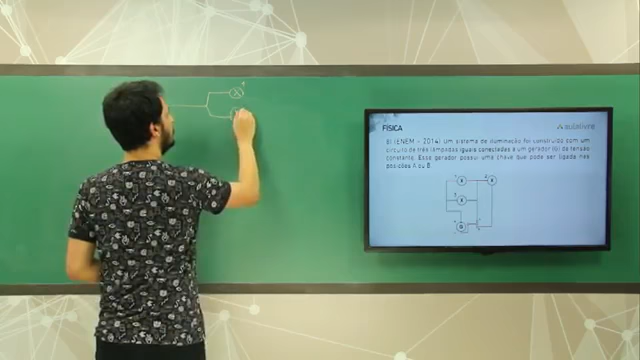 FÍSICA
aulalivre
8) (ENEM - 2014) Um sistema de iluminação foi construído com um
circuito de três lâmpadas iguais conectadas a um gerador (G) de tensão
constante. Esse gerador possui uma chave que pode ser ligada nas
posições A ou B.